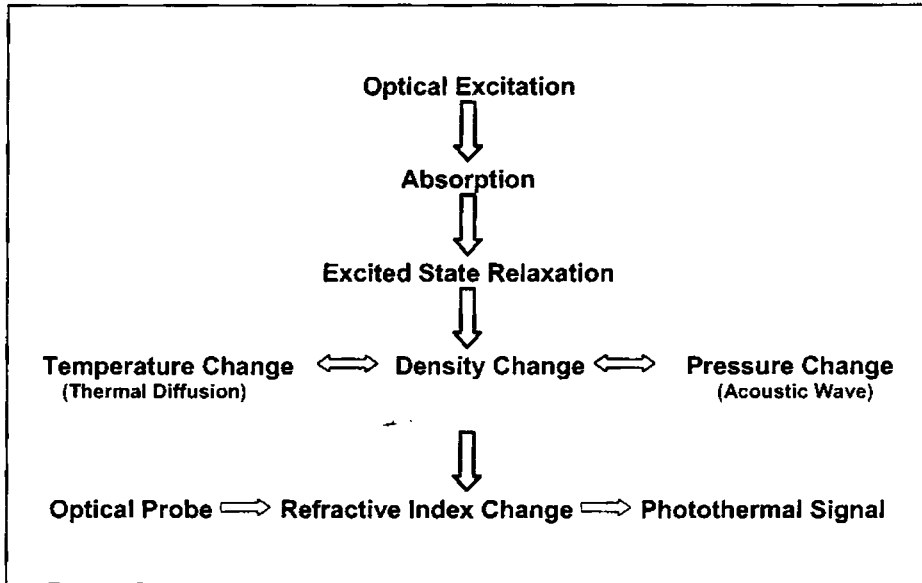 Optical Excitation
Absorption
Excited State Relaxation
Temperature Change Density Change Pressure Change
(Thermal Diffusion) (Acoustic Wave)
Optical Probe Refractive Index Change Photothermal Signal